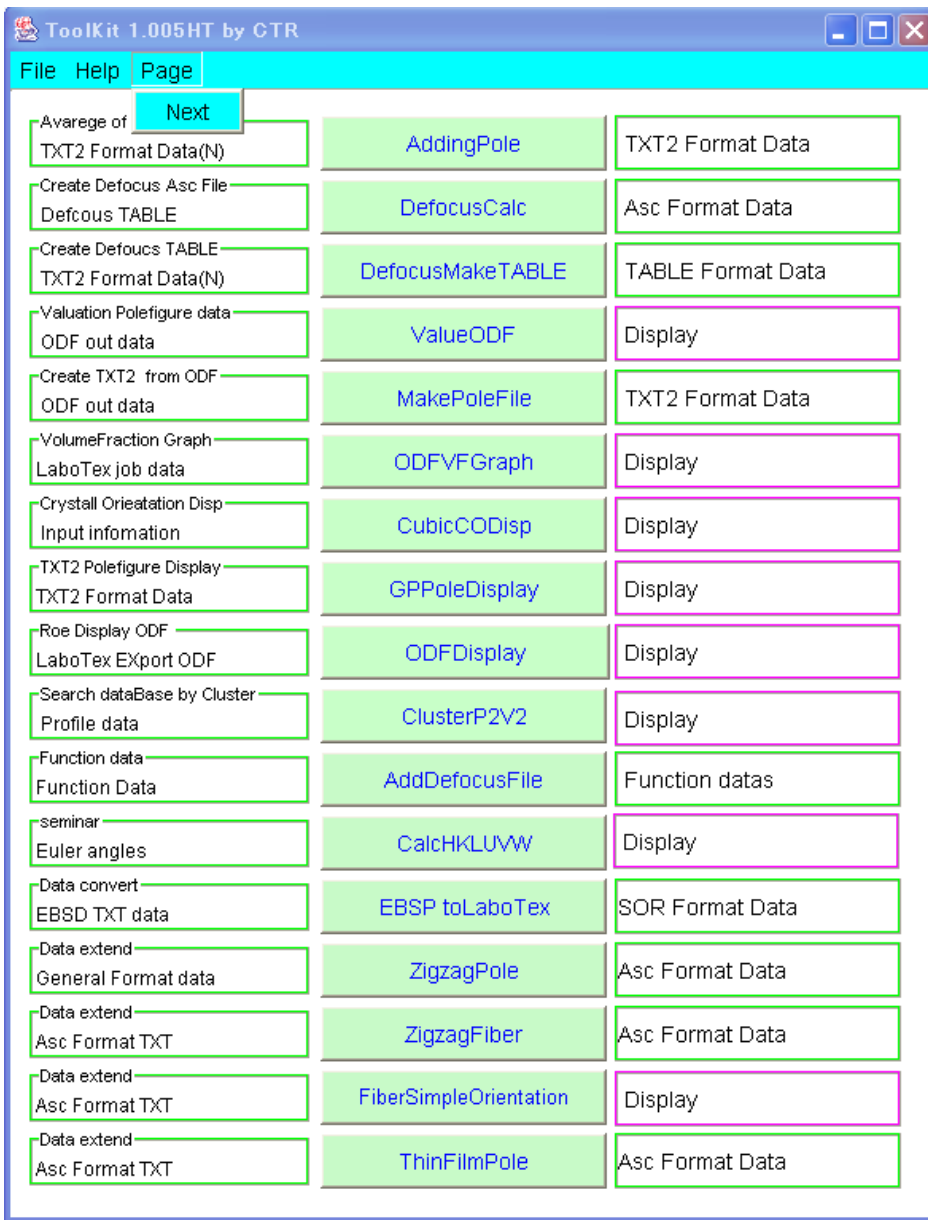 ToolKit 1.005HT by CTR
File Help Page
Next
Avarege of
TXT2 Format Data(N)
AddingPole
TXT2 Format Data
Create Defocus Asc File
Defcous TABLE
DefocusCalc
Asc Format Data
Create Defoucs TABLE
TXT2 Format Data(N)
DefocusMakeTABLE
TABLE Format Data
Valuation Polefigure data
ODF out data
ValueODF
Display
Create TXT2 from ODF
ODF out data
MakePoleFile
TXT2 Format Data
VolumeFraction Graph
LaboTex job data
ODFVFGraph
Display
Crystall Orieatation Disp
Input infomation
CubicCODisp
Display
TXT2 Polefigure Display
TXT2 Format Data
GPPoleDisplay
Display
Roe Display ODF
LaboTex EXport ODF
ODFDisplay
Display
Search dataBase by Cluster
Profile data
ClusterP2V2
Display
Function data
Function Data
AddDefocusFile
Function datas
seminar
Euler angles
CalcHKLUVW
Display
Data convert
EBSD TXT data
EBSP toLaboTex
SOR Format Data
Data extend
General Format data
ZigzagPole
Asc Format Data
Data extend
Asc Format TXT
ZigzagFiber
Asc Format Data
Data extend
Asc Format TXT
FiberSimpleOrientation
Display
Data extend
Asc Format TXT
ThinFilmPole
Asc Format Data